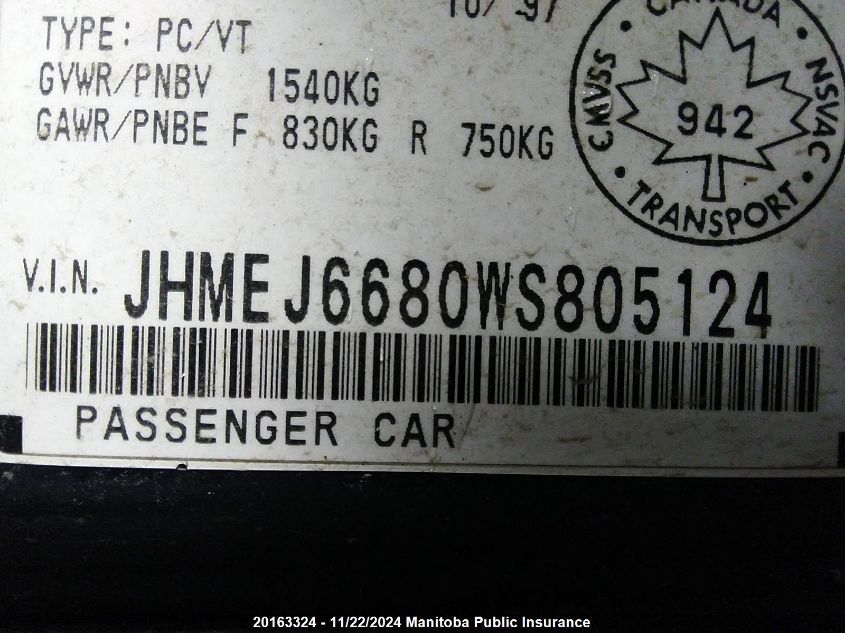 10/ 97
TYPE: PC/VT
GVWR/PNBV 1540KG
GAWR/PNBE F 830KG R 750KG
CANADA
CMVSS
NSVAC
942
TRANSPORT
V.I.N. JHMEJ6680WS805124
PASSENGER CAR
20163324 - 11/22/2024 Manitoba Public Insurance